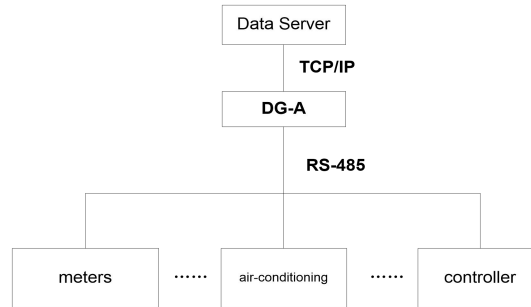 Data Server
TCP/IP
DG-A
RS-485
meters ...... air-conditioning ...... controller